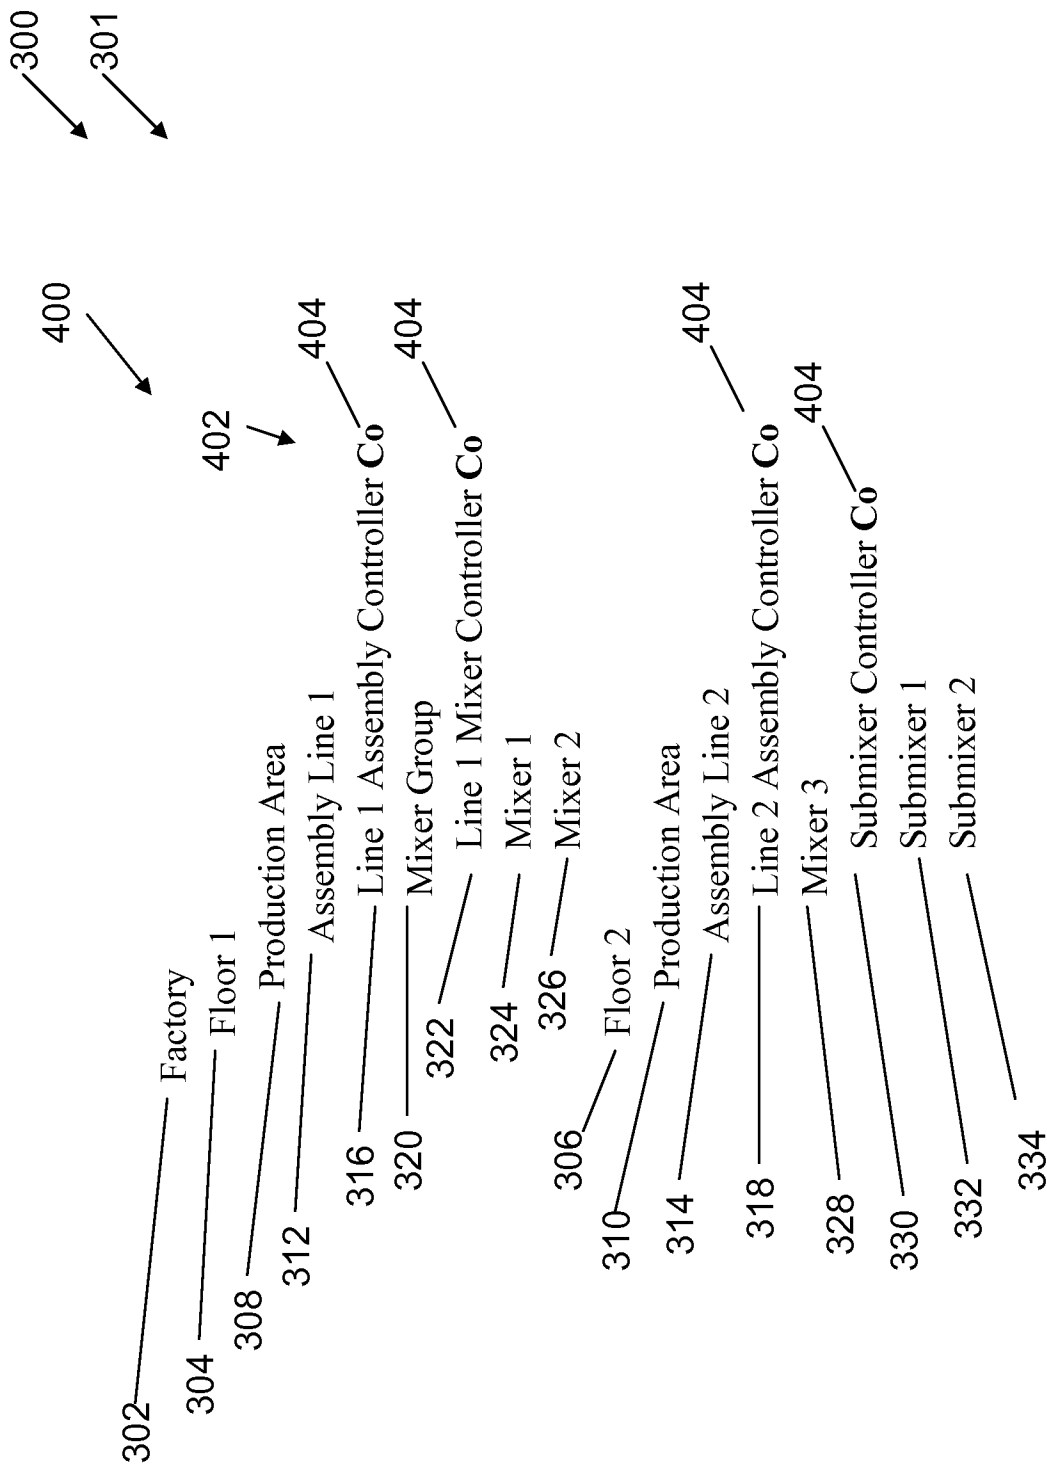 300
301
400
402
302 Factory
304 Floor 1
308 Production Area
312 Assembly Line 1
316 Line 1 Assembly Controller Co 404
320 Mixer Group
322 Line 1 Mixer Controller Co 404
324 Mixer 1
326 Mixer 2
306 Floor 2
310 Production Area
314 Assembly Line 2
318 Line 2 Assembly Controller Co 404
328 Mixer 3
330 Submixer Controller Co 404
332 Submixer 1
334 Submixer 2